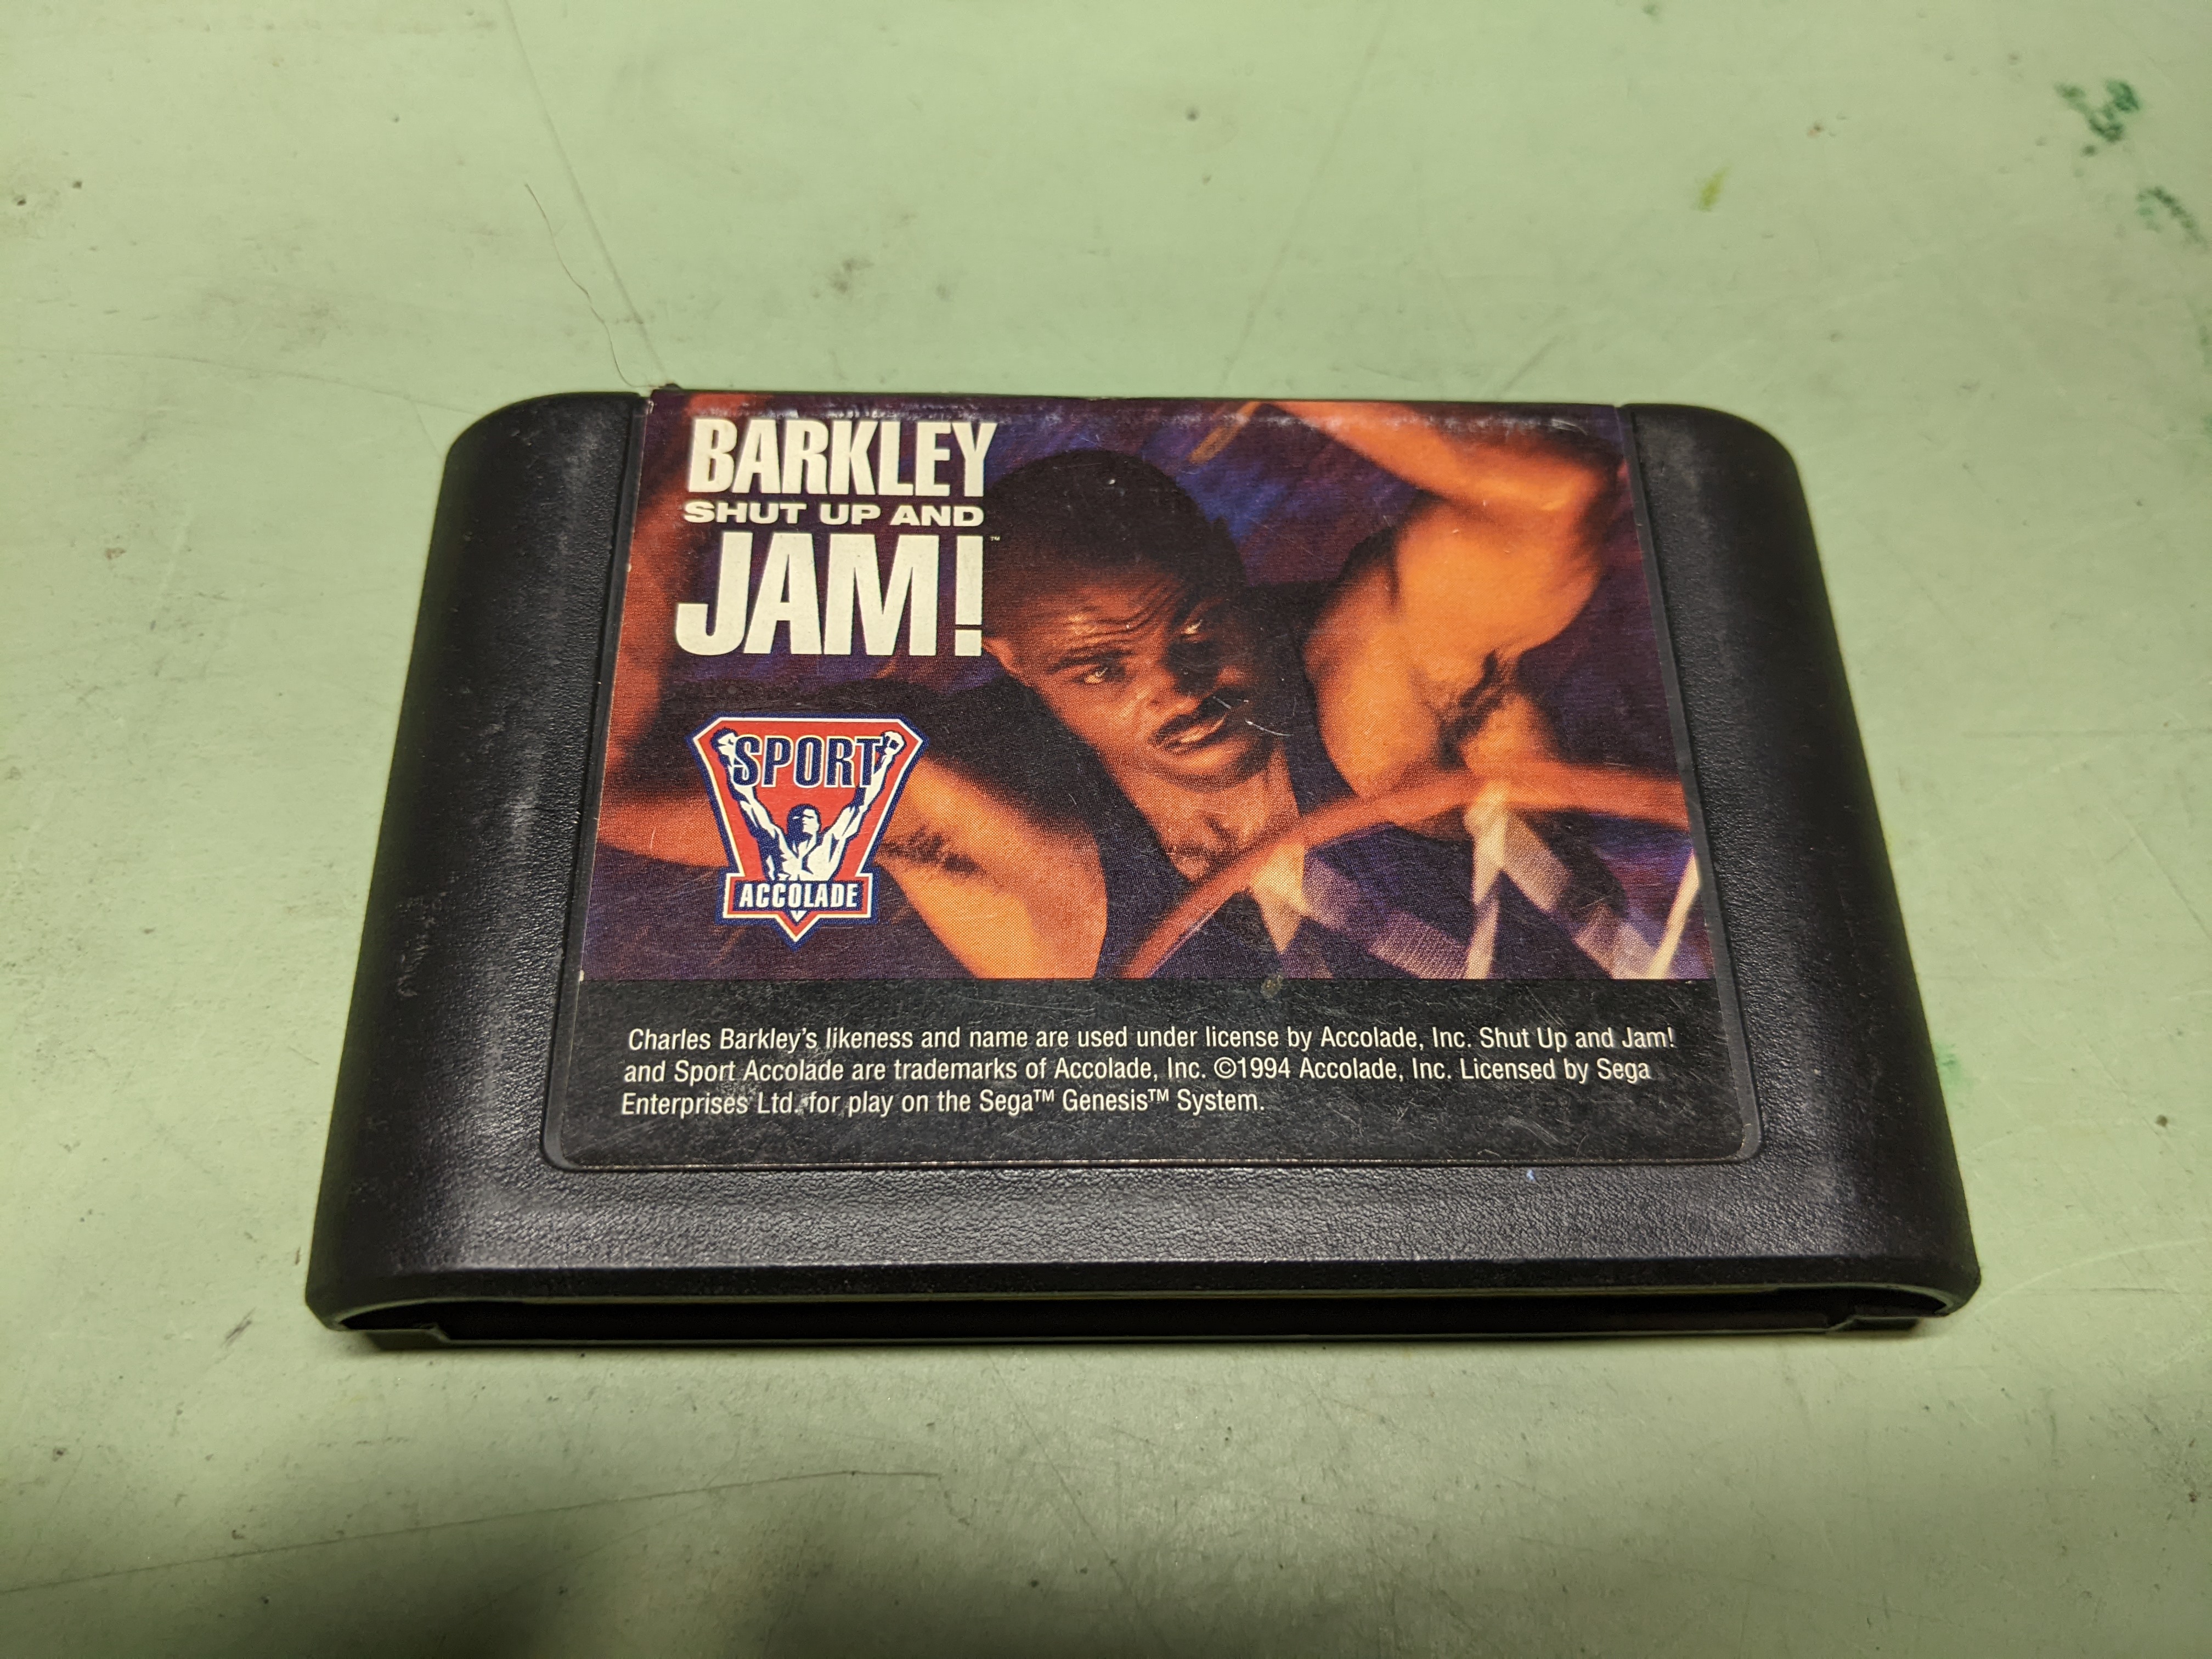 BARKLEY
SHUT UP AND
JAM!™
SPORT
ACCOLADE
Charles Barkley's likeness and name are used under license by Accolade, Inc. Shut Up and Jam!
and Sport Accolade are trademarks of Accolade, Inc. ©1994 Accolade, Inc. Licensed by Sega
Enterprises Ltd. for play on the Sega™ Genesis™ System.